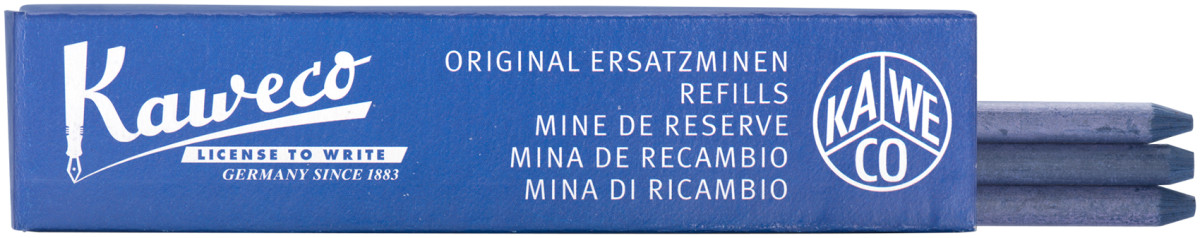 Kaweco
LICENSE TO WRITE
GERMANY SINCE 1883
ORIGINAL ERSATZMINEN
REFILLS
MINE DE RESERVE
MINA DE RECAMBIO
MINA DI RICAMBIO
KA WE
CO